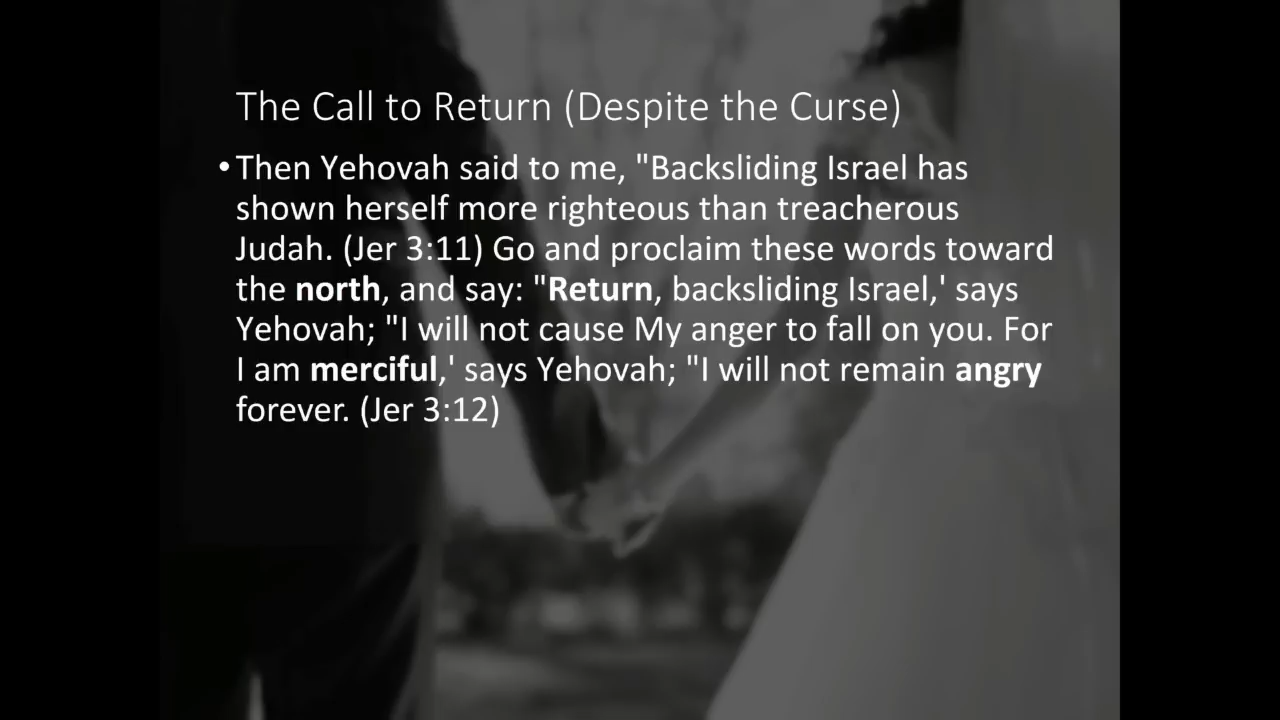 The Call to Return (Despite the Curse)
•Then Yehovah said to me, "Backsliding Israel has
shown herself more righteous than treacherous
Judah. (Jer 3:11) Go and proclaim these words toward
the north, and say: "Return, backsliding Israel,' says
Yehovah; "I will not cause My anger to fall on you. For
I am merciful,' says Yehovah; "I will not remain angry
forever. (Jer 3:12)